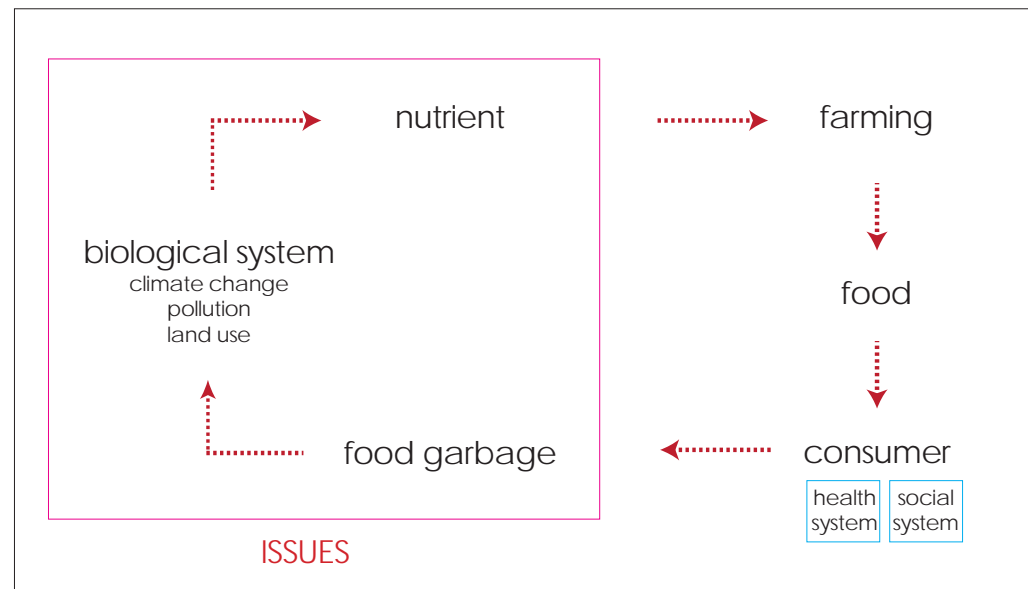 nutrient
farming
biological system
climate change
pollution
land use
food
food garbage
consumer
health
system
social
system
ISSUES